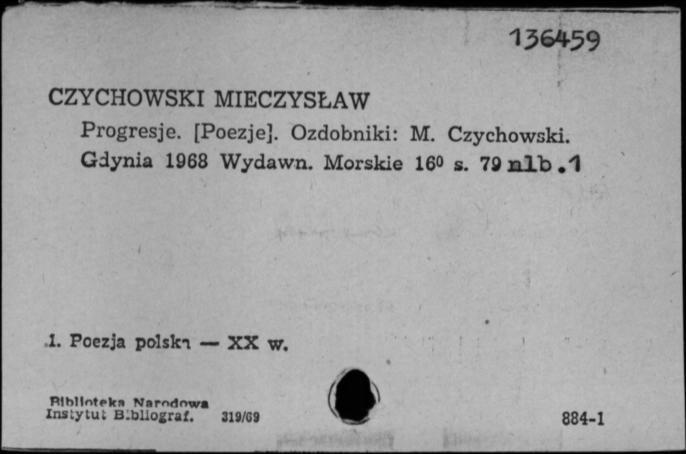 136459
CZYCHOWSKI MIECZYSŁAW
Progresje. [Poezje]. Ozdobniki: M. Czychowski.
Gdynia 1968 Wydawn. Morskie 16⁰ s. 79 nlb.1
1. Poezja polska — XX w.
Biblioteka Narodowa
Instytut Bibliograf. 319/69
884-1